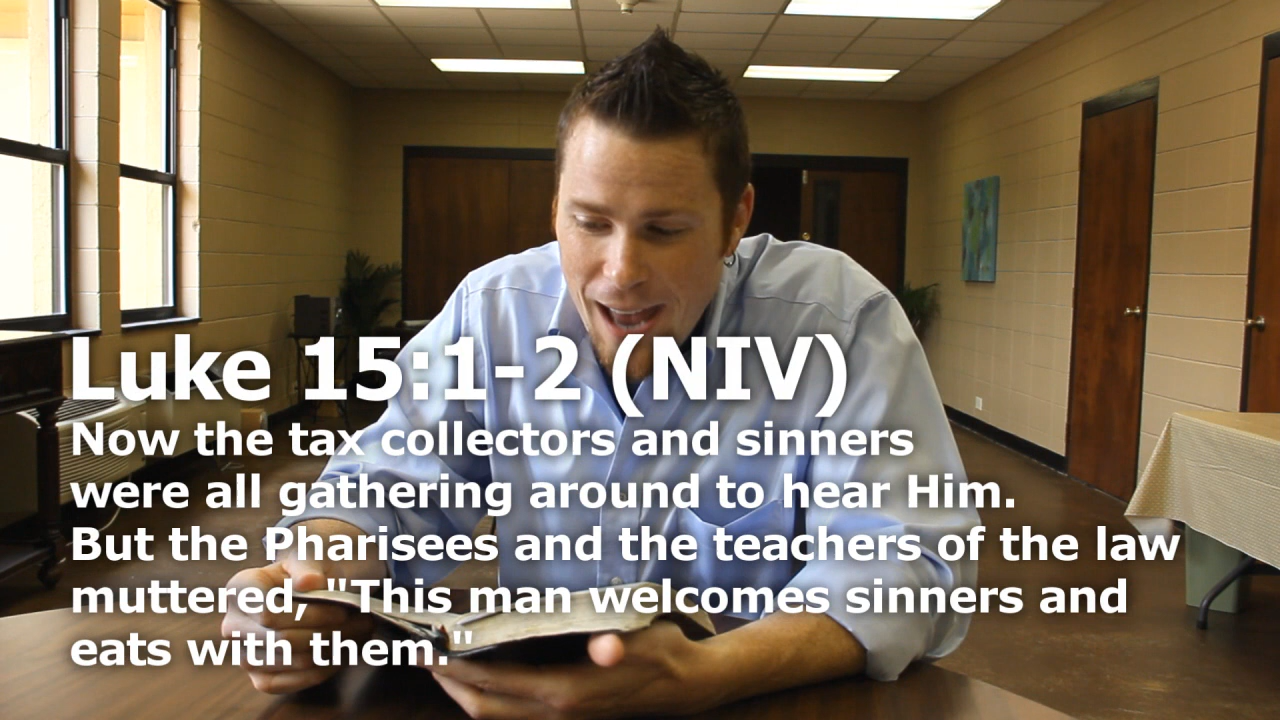 Luke 15:1-2 (NIV)
Now the tax collectors and sinners
were all gathering around to hear Him.
But the Pharisees and the teachers of the law
muttered, "This man welcomes sinners and
eats with them."